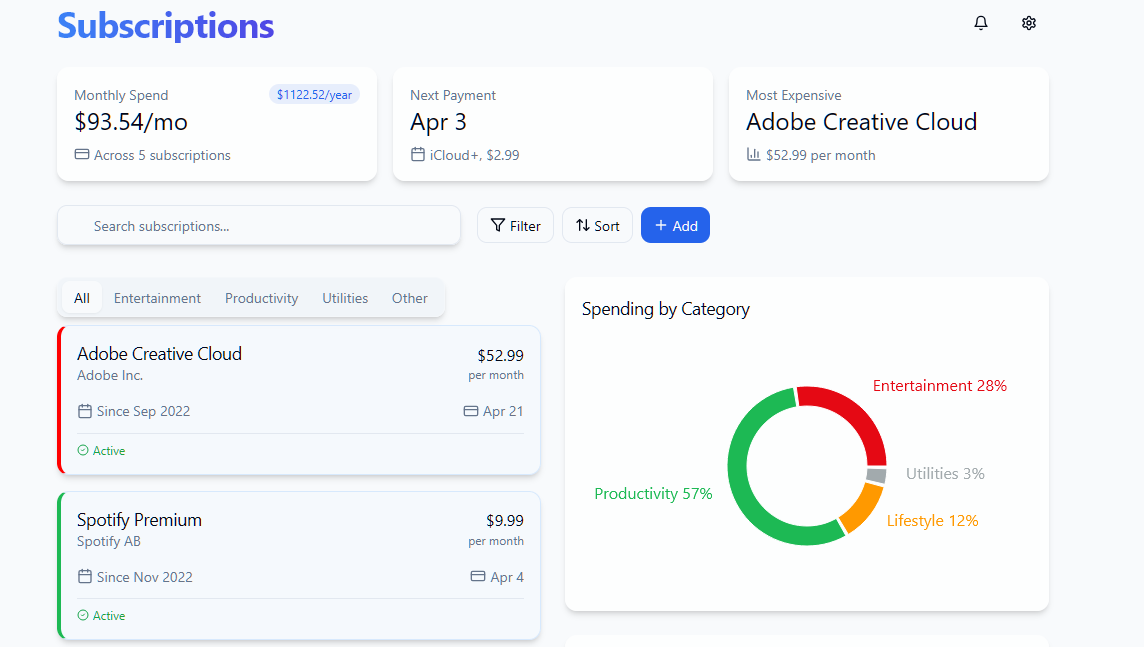 Subscriptions
Monthly Spend
$1122.52/year
$93.54/mo
Across 5 subscriptions
Next Payment
Apr 3
iCloud+, $2.99
Most Expensive
Adobe Creative Cloud
$52.99 per month
Search subscriptions...
Filter
Sort
+ Add
All
Entertainment
Productivity
Utilities
Other
Adobe Creative Cloud
$52.99
Adobe Inc.
per month
Since Sep 2022
Apr 21
Active
Spotify Premium
$9.99
Spotify AB
per month
Since Nov 2022
Apr 4
Active
Spending by Category
Entertainment 28%
Utilities 3%
Productivity 57%
Lifestyle 12%